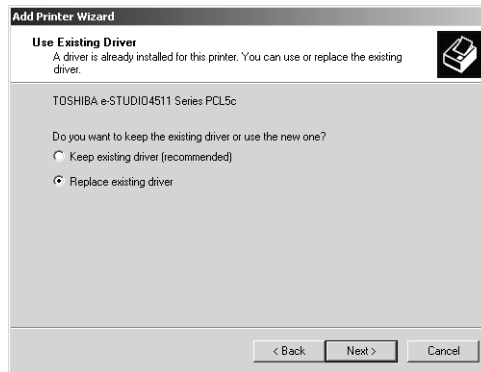 Add Printer Wizard
Use Existing Driver
A driver is already installed for this printer. You can use or replace the existing
driver.
TOSHIBA e-STUDIO4511 Series PCL5c
Do you want to keep the existing driver or use the new one?
Keep existing driver (recommended)
Replace existing driver
< Back Next > Cancel